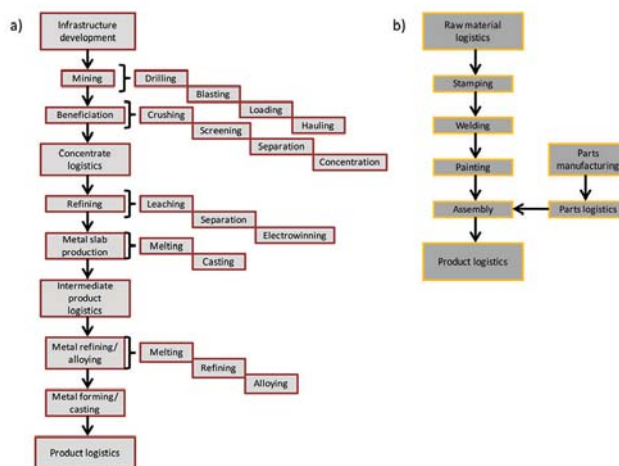 a)
Infrastructure
development
Mining
Drilling
Blasting
Loading
Hauling
Beneficiation
Crushing
Screening
Separation
Concentration
Concentrate
logistics
Refining
Leaching
Separation
Electrowinning
Metal slab
production
Melting
Casting
Intermediate
product
logistics
Metal refining/
alloying
Melting
Refining
Alloying
Metal forming/
casting
Product logistics
b)
Raw material
logistics
Stamping
Welding
Painting
Parts
manufacturing
Assembly
Parts logistics
Product logistics